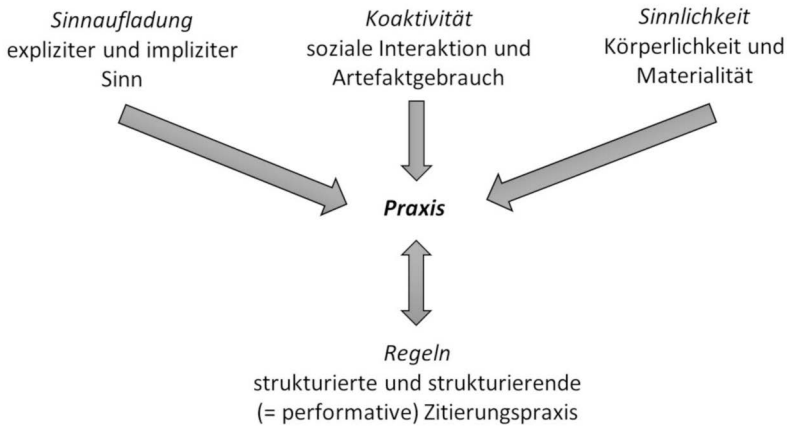 Sinnaufladung
expliziter und impliziter
Sinn
Koaktivität
soziale Interaktion und
Artefaktgebrauch
Sinnlichkeit
Körperlichkeit und
Materialität
Praxis
Regeln
strukturierte und strukturierende
(= performative) Zitierungspraxis